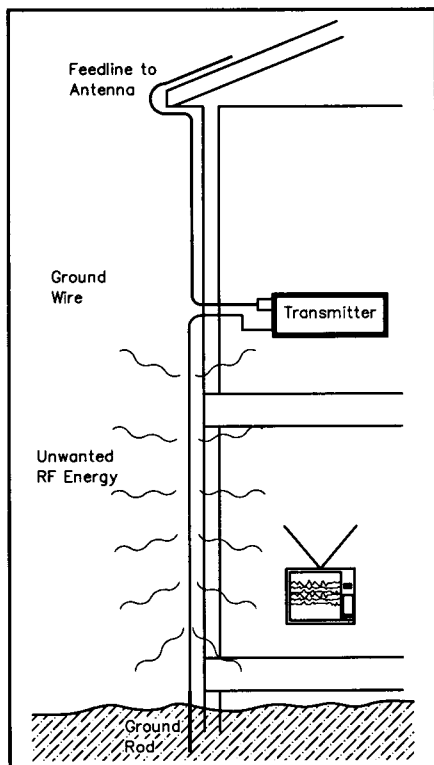 Feedline to
Antenna
Ground
Wire
Transmitter
Unwanted
RF Energy
Ground
Rod